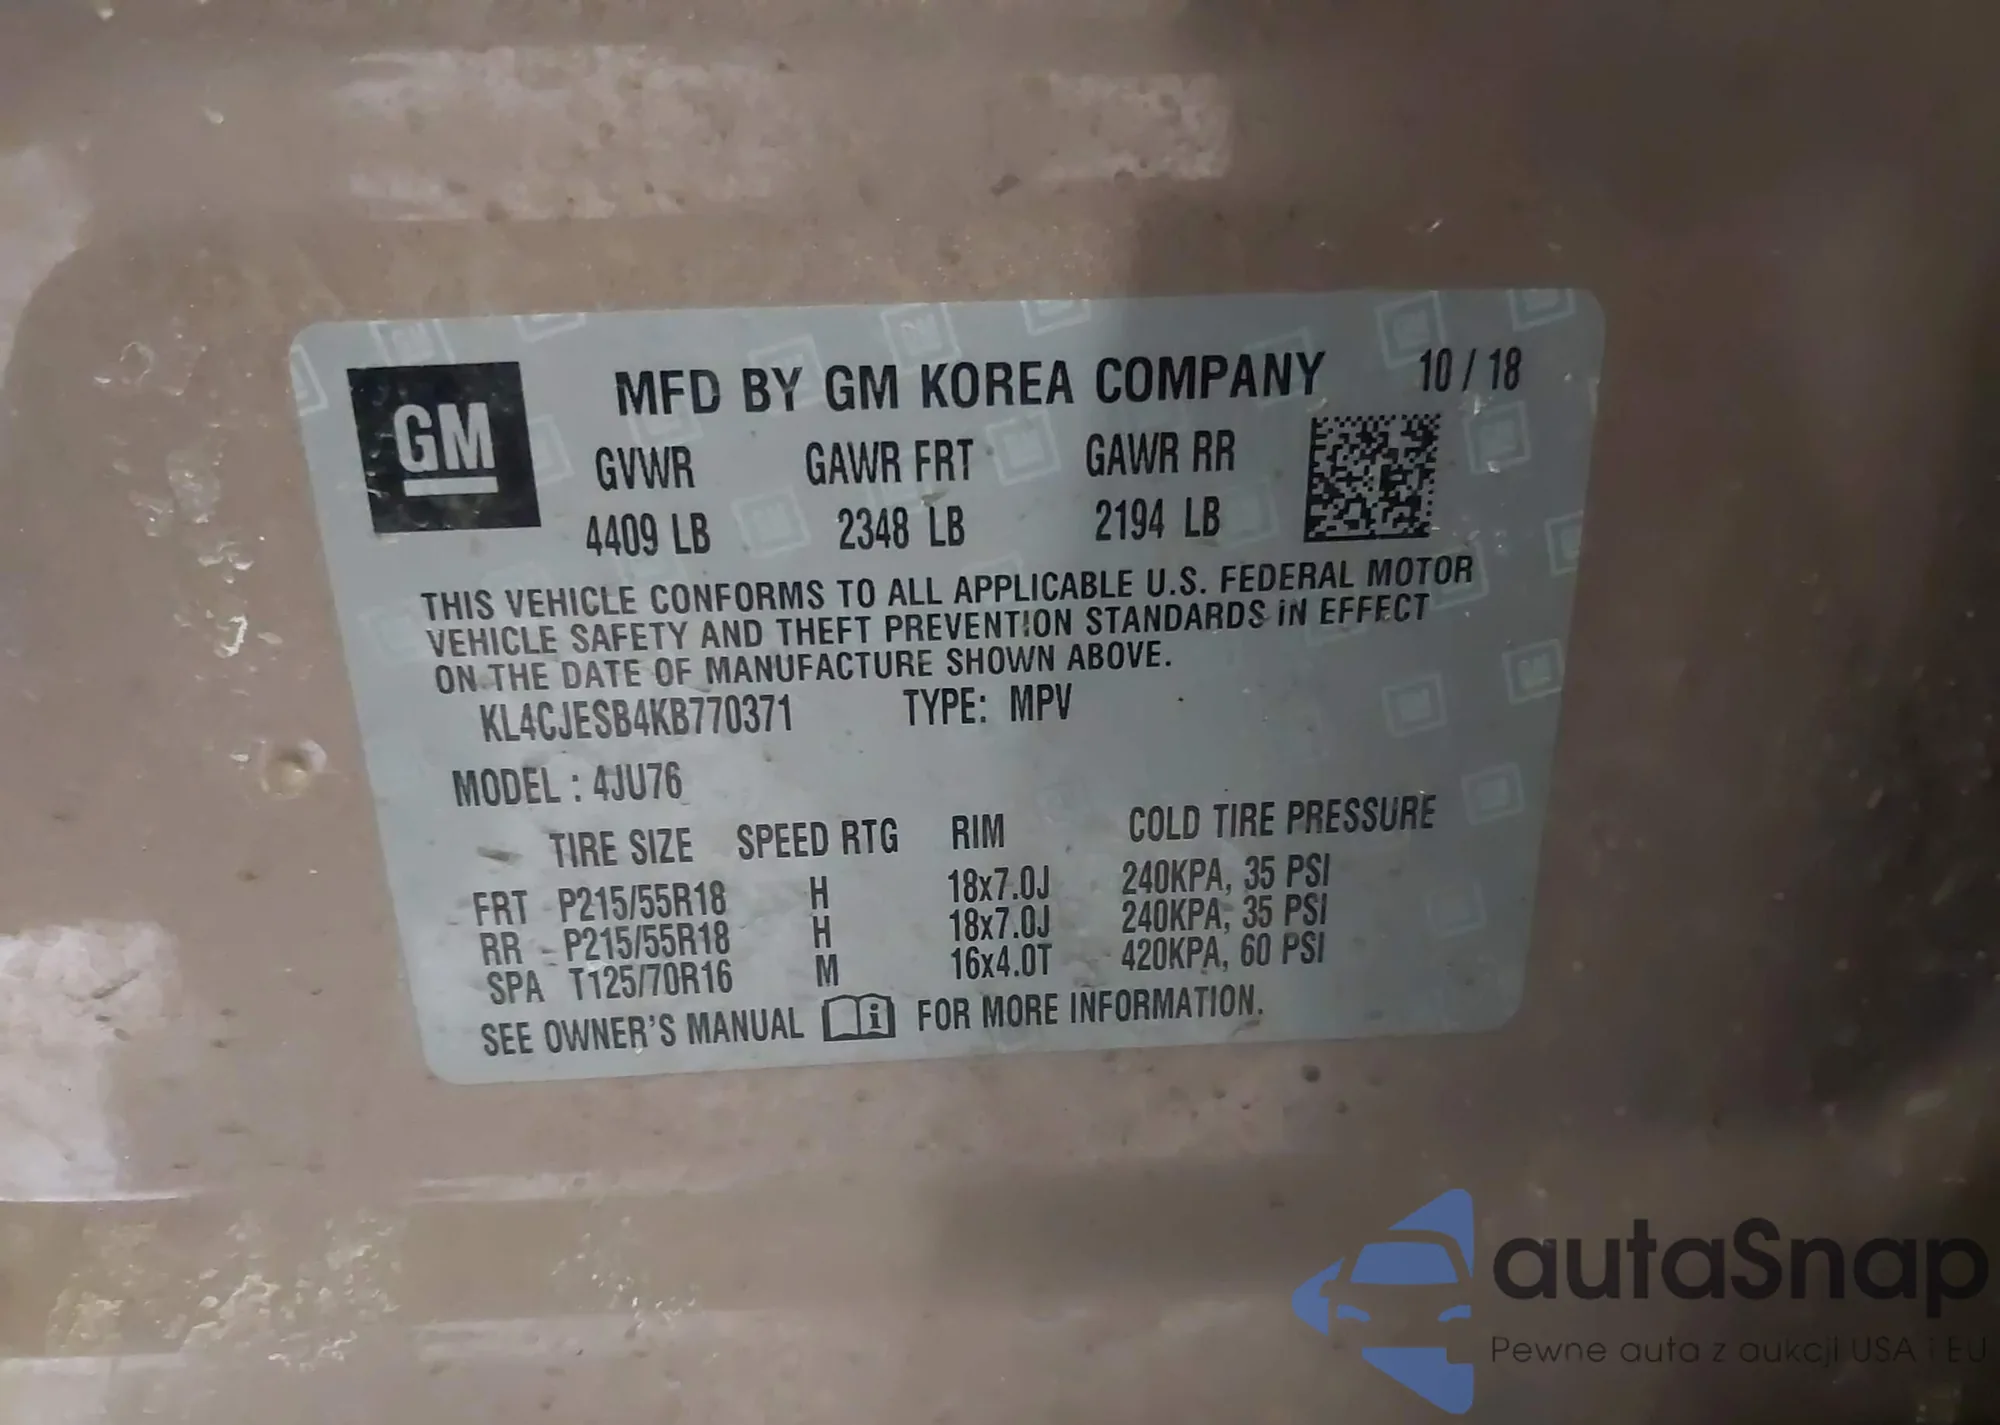 GM
MFD BY GM KOREA COMPANY 10 / 18
GVWR GAWR FRT GAWR RR
4409 LB 2348 LB 2194 LB
THIS VEHICLE CONFORMS TO ALL APPLICABLE U.S. FEDERAL MOTOR
VEHICLE SAFETY AND THEFT PREVENTION STANDARDS IN EFFECT
ON THE DATE OF MANUFACTURE SHOWN ABOVE.
KL4CJESB4KB770371 TYPE: MPV
MODEL : 4JU76
TIRE SIZE SPEED RTG RIM COLD TIRE PRESSURE
FRT P215/55R18 H 18x7.0J 240KPA, 35 PSI
RR P215/55R18 H 18x7.0J 240KPA, 35 PSI
SPA T125/70R16 M 16x4.0T 420KPA, 60 PSI
SEE OWNER'S MANUAL i FOR MORE INFORMATION.
autaSnap
Pewne auta z aukcji USA i EU